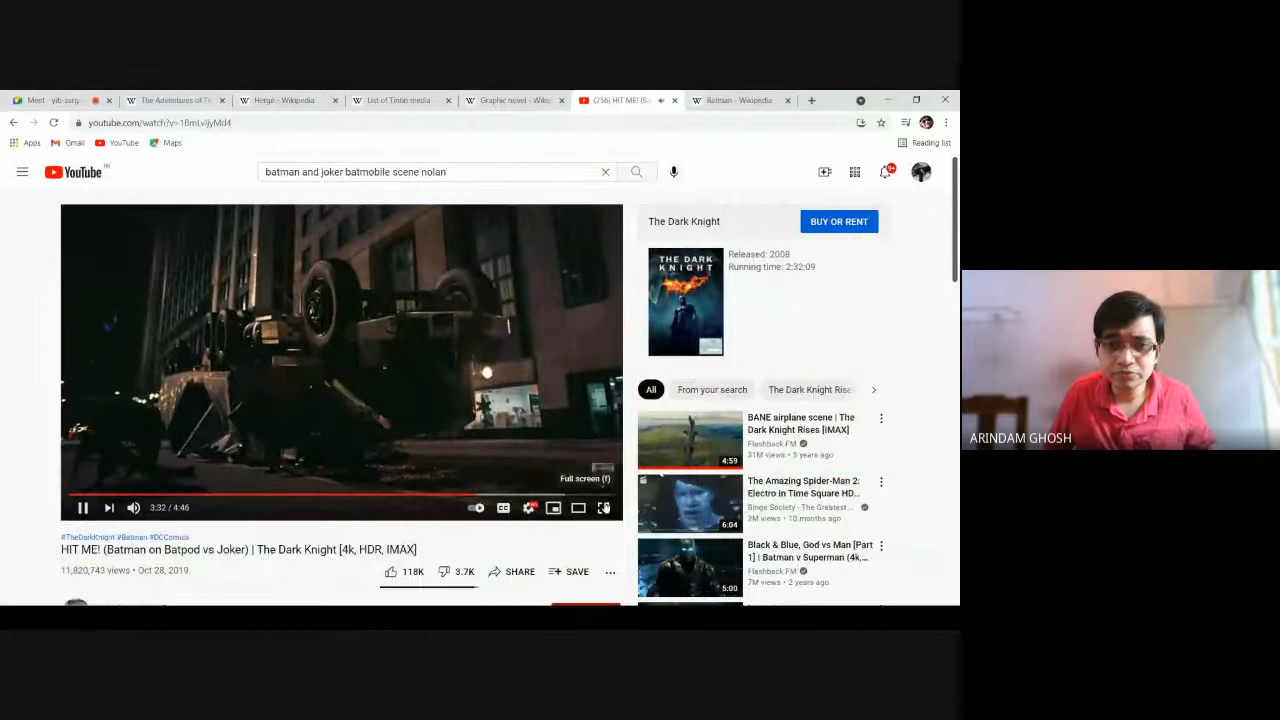 Meet - yib-zarg-
The Adventures of Ti
Hergé - Wikipedia
List of Tintin media
Graphic novel - Wikip
(256) HIT ME! (Ba
Batman - Wikipedia
youtube.com/watch?v=1BmLvIjyMd4
Apps
Gmail
YouTube
Maps
Reading list
YouTube IN
batman and joker batmobile scene nolan
9+
The Dark Knight
BUY OR RENT
THE DARK
KNIGHT
Released: 2008
Running time: 2:32:09
All
From your search
The Dark Knight Rise
BANE airplane scene | The
Dark Knight Rises [IMAX]
Flashback FM
31M views • 5 years ago
4:59
The Amazing Spider-Man 2:
Electro in Time Square HD...
Binge Society - The Greatest ...
2M views • 10 months ago
6:04
Black & Blue, God vs Man [Part
1] | Batman v Superman (4k,...
Flashback FM
7M views • 2 years ago
5:00
Full screen (f)
3:32 / 4:46
#TheDarkKnight #Batman #DCComics
HIT ME! (Batman on Batpod vs Joker) | The Dark Knight [4k, HDR, IMAX]
11,820,743 views • Oct 28, 2019
118K
3.7K
SHARE
SAVE
ARINDAM GHOSH